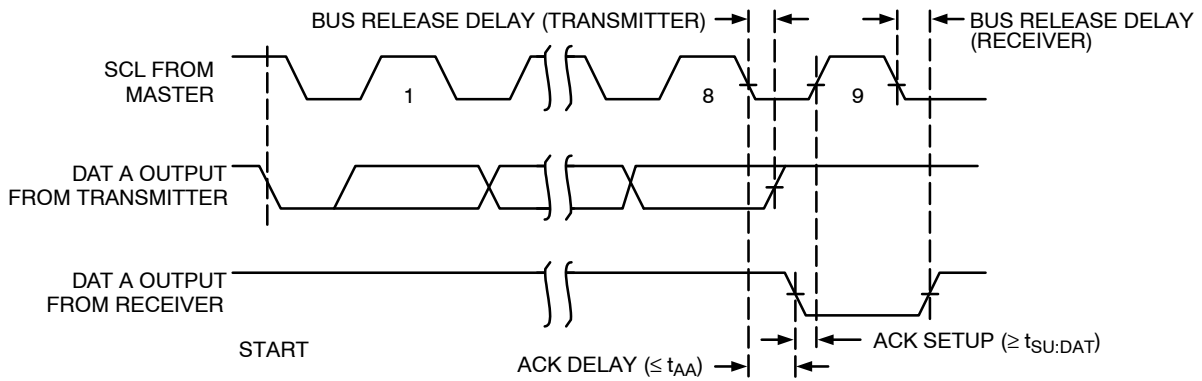 BUS RELEASE DELAY (TRANSMITTER)
BUS RELEASE DELAY
(RECEIVER)
SCL FROM
MASTER
1
8
9
DAT A OUTPUT
FROM TRANSMITTER
DAT A OUTPUT
FROM RECEIVER
START
ACK SETUP (≥ tSU:DAT)
ACK DELAY (≤ tAA)